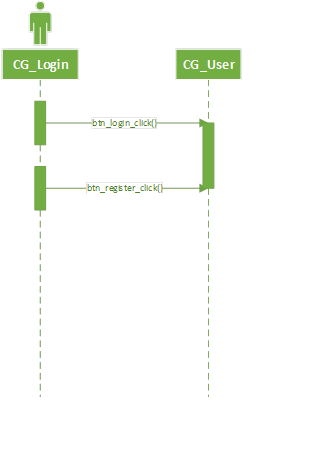 CG_Login
CG_User
btn_login_click()
btn_register_click()